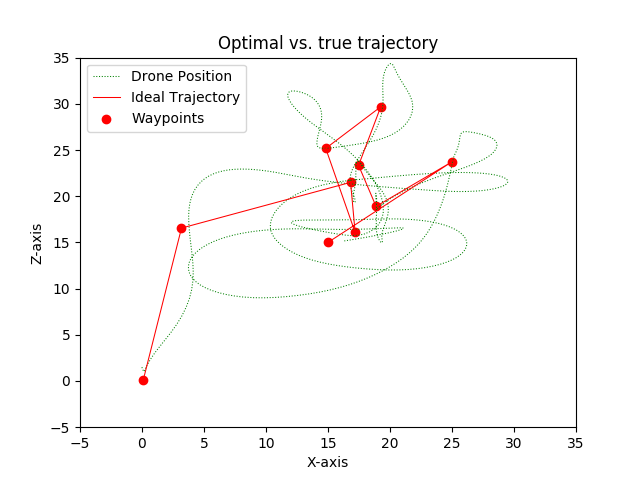 Optimal vs. true trajectory
Drone Position
Ideal Trajectory
Waypoints
35
30
25
20
15
10
5
0
−5
Z-axis
−5 0 5 10 15 20 25 30 35
X-axis